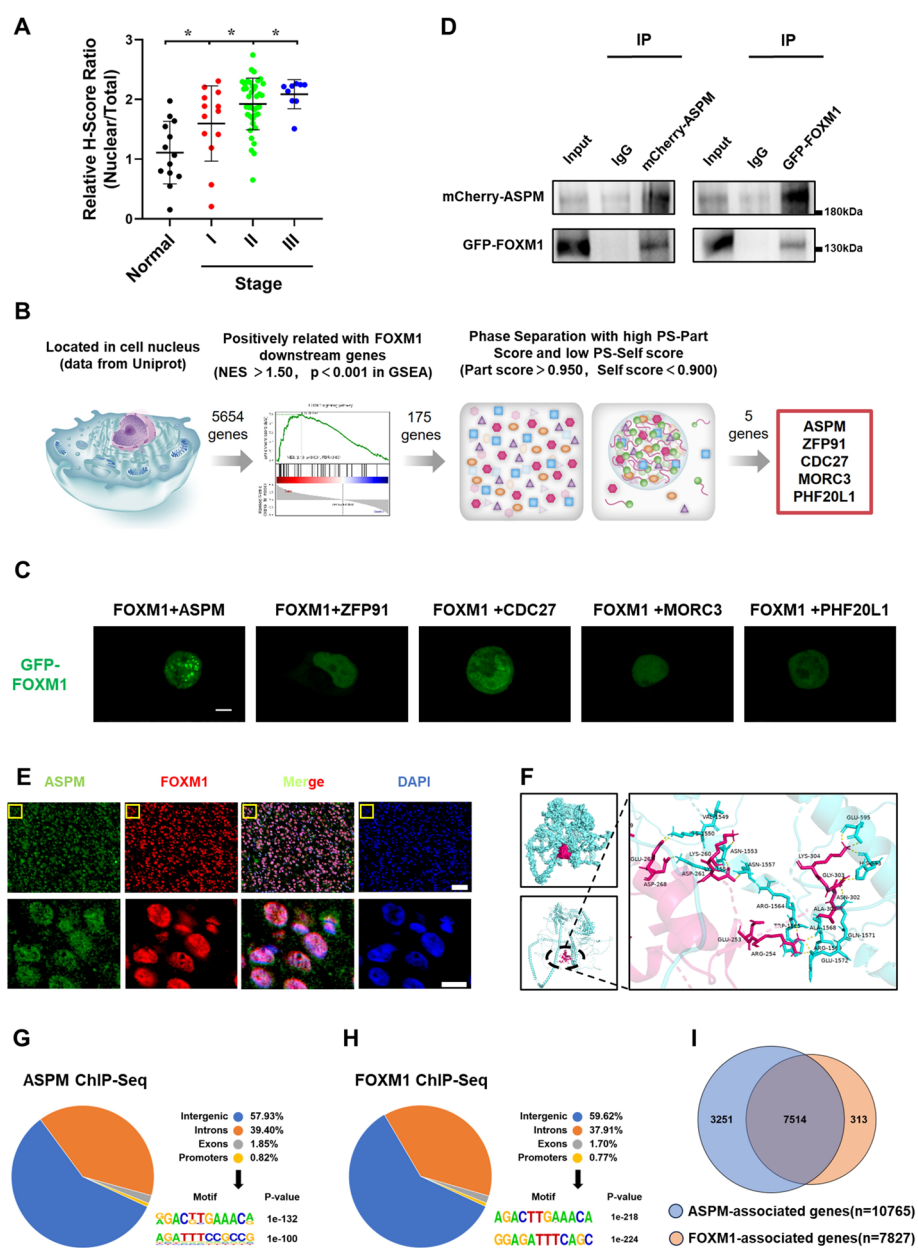 A
Relative H-Score Ratio
(Nuclear/Total)
3
2
1
0
* * *
Normal
I
II
III
Stage
D
IP
IP
Input
IgG
mCherry-ASPM
Input
IgG
GFP-FOXM1
mCherry-ASPM
180kDa
GFP-FOXM1
130kDa
B
Located in cell nucleus
(data from Uniprot)
Positively related with FOXM1
downstream genes
(NES >1.50, p<0.001 in GSEA)
Phase Separation with high PS-Part
Score and low PS-Self score
(Part score>0.950, Self score<0.900)
5654
genes
175
genes
5
genes
ASPM
ZFP91
CDC27
MORC3
PHF20L1
C
FOXM1+ASPM
FOXM1+ZFP91
FOXM1 +CDC27
FOXM1 +MORC3
FOXM1 +PHF20L1
GFP-
FOXM1
E
ASPM
FOXM1
Merge
DAPI
F
VAL-1549
GLU-595
ASN-1553
LYS-260
LYS-304
ASP-261
ASN-1557
GLY-303
ASP-268
ASN-302
ARG-1564
ALA-1568
GLN-1571
GLU-253
ARG-254
GLU-1572
G
ASPM ChIP-Seq
Intergenic 57.93%
Introns 39.40%
Exons 1.85%
Promoters 0.82%
Motif P-value
GACTTGAAACA 1e-132
AGATTTCCGCCG 1e-100
H
FOXM1 ChIP-Seq
Intergenic 59.62%
Introns 37.91%
Exons 1.70%
Promoters 0.77%
Motif P-value
AGACTTGAAACA 1e-218
GGAGATTTCAGC 1e-224
I
3251
7514
313
ASPM-associated genes(n=10765)
FOXM1-associated genes(n=7827)